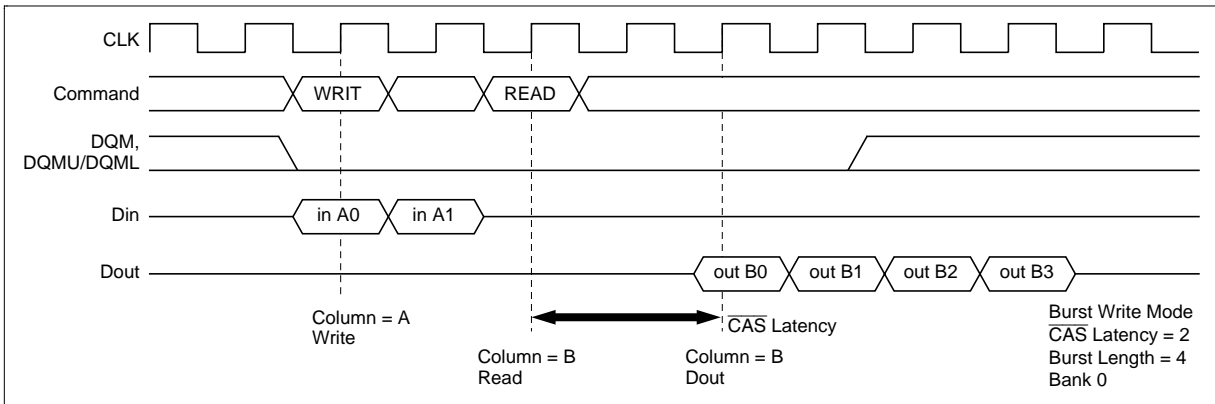 CLK
Command
WRIT
READ
DQM,
DQMU/DQML
Din
in A0
in A1
Dout
out B0
out B1
out B2
out B3
Column = A
Write
CAS Latency
Column = B
Read
Column = B
Dout
Burst Write Mode
CAS Latency = 2
Burst Length = 4
Bank 0